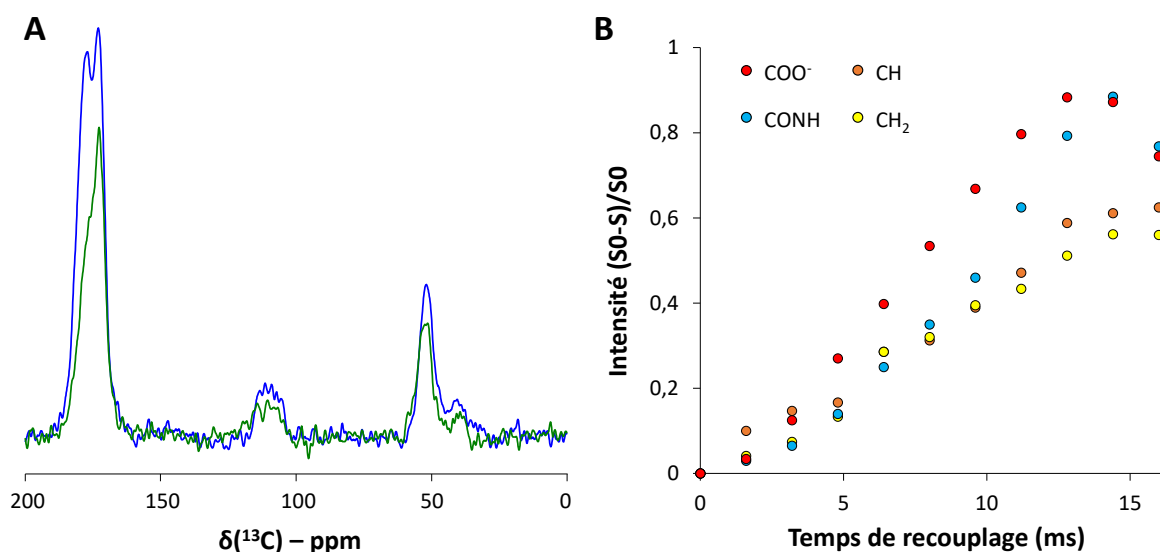 A
200
150
100
50
0
δ(¹³C) – ppm
B
1
0,8
0,6
0,4
0,2
0
Intensité (S0-S)/S0
COO⁻
CH
CONH
CH₂
0
5
10
15
Temps de recouplage (ms)